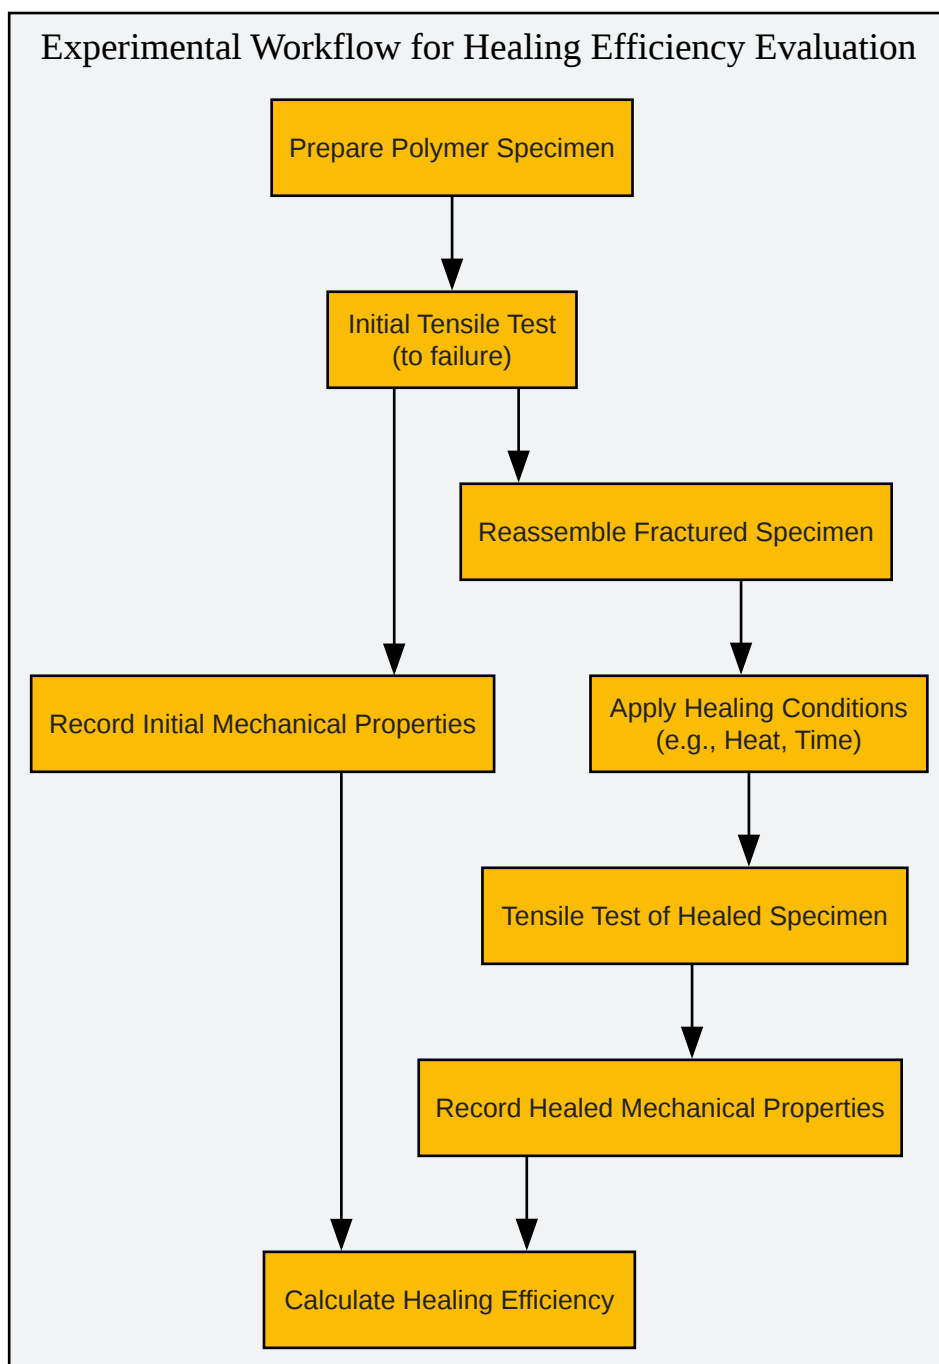 Experimental Workflow for Healing Efficiency Evaluation
Prepare Polymer Specimen
Initial Tensile Test
(to failure)
Reassemble Fractured Specimen
Record Initial Mechanical Properties
Apply Healing Conditions
(e.g., Heat, Time)
Tensile Test of Healed Specimen
Record Healed Mechanical Properties
Calculate Healing Efficiency